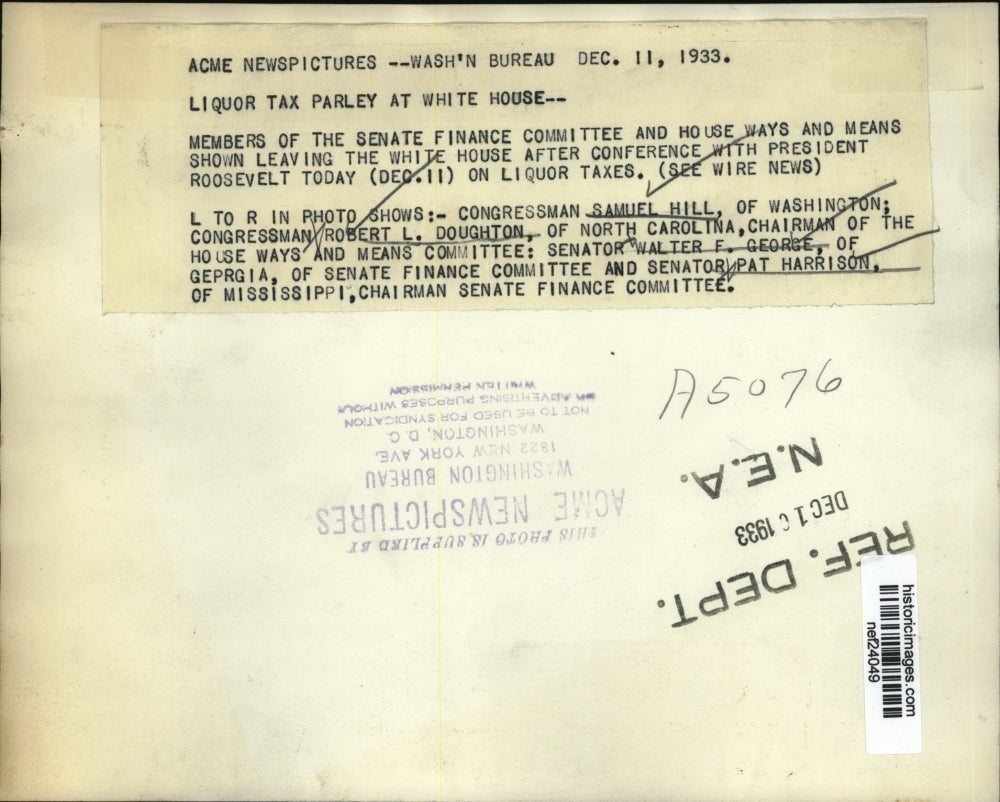 ACME NEWSPICTURES --WASH'N BUREAU DEC. 11, 1933.
LIQUOR TAX PARLEY AT WHITE HOUSE--
MEMBERS OF THE SENATE FINANCE COMMITTEE AND HOUSE WAYS AND MEANS
SHOWN LEAVING THE WHITE HOUSE AFTER CONFERENCE WITH PRESIDENT
ROOSEVELT TODAY (DEC.11) ON LIQUOR TAXES. (SEE WIRE NEWS)
L TO R IN PHOTO SHOWS:- CONGRESSMAN SAMUEL HILL, OF WASHINGTON;
CONGRESSMAN ROBERT L. DOUGHTON, OF NORTH CAROLINA,CHAIRMAN OF THE
HOUSE WAYS AND MEANS COMMITTEE: SENATOR WALTER F. GEORGE, OF
GEPRGIA, OF SENATE FINANCE COMMITTEE AND SENATOR PAT HARRISON,
OF MISSISSIPPI,CHAIRMAN SENATE FINANCE COMMITTEE.
A5076
THIS PHOTO IS SUPPLIED BY
ACME NEWSPICTURES
WASHINGTON BUREAU
1322 NEW YORK AVE.
WASHINGTON, D. C.
NOT TO BE USED FOR SYNDICATION
ADVERTISING PURPOSES WITHOUT
WRITTEN PERMISSION
REF. DEPT.
DEC 1 1933
N.E.A.
historicimages.com
nef24049